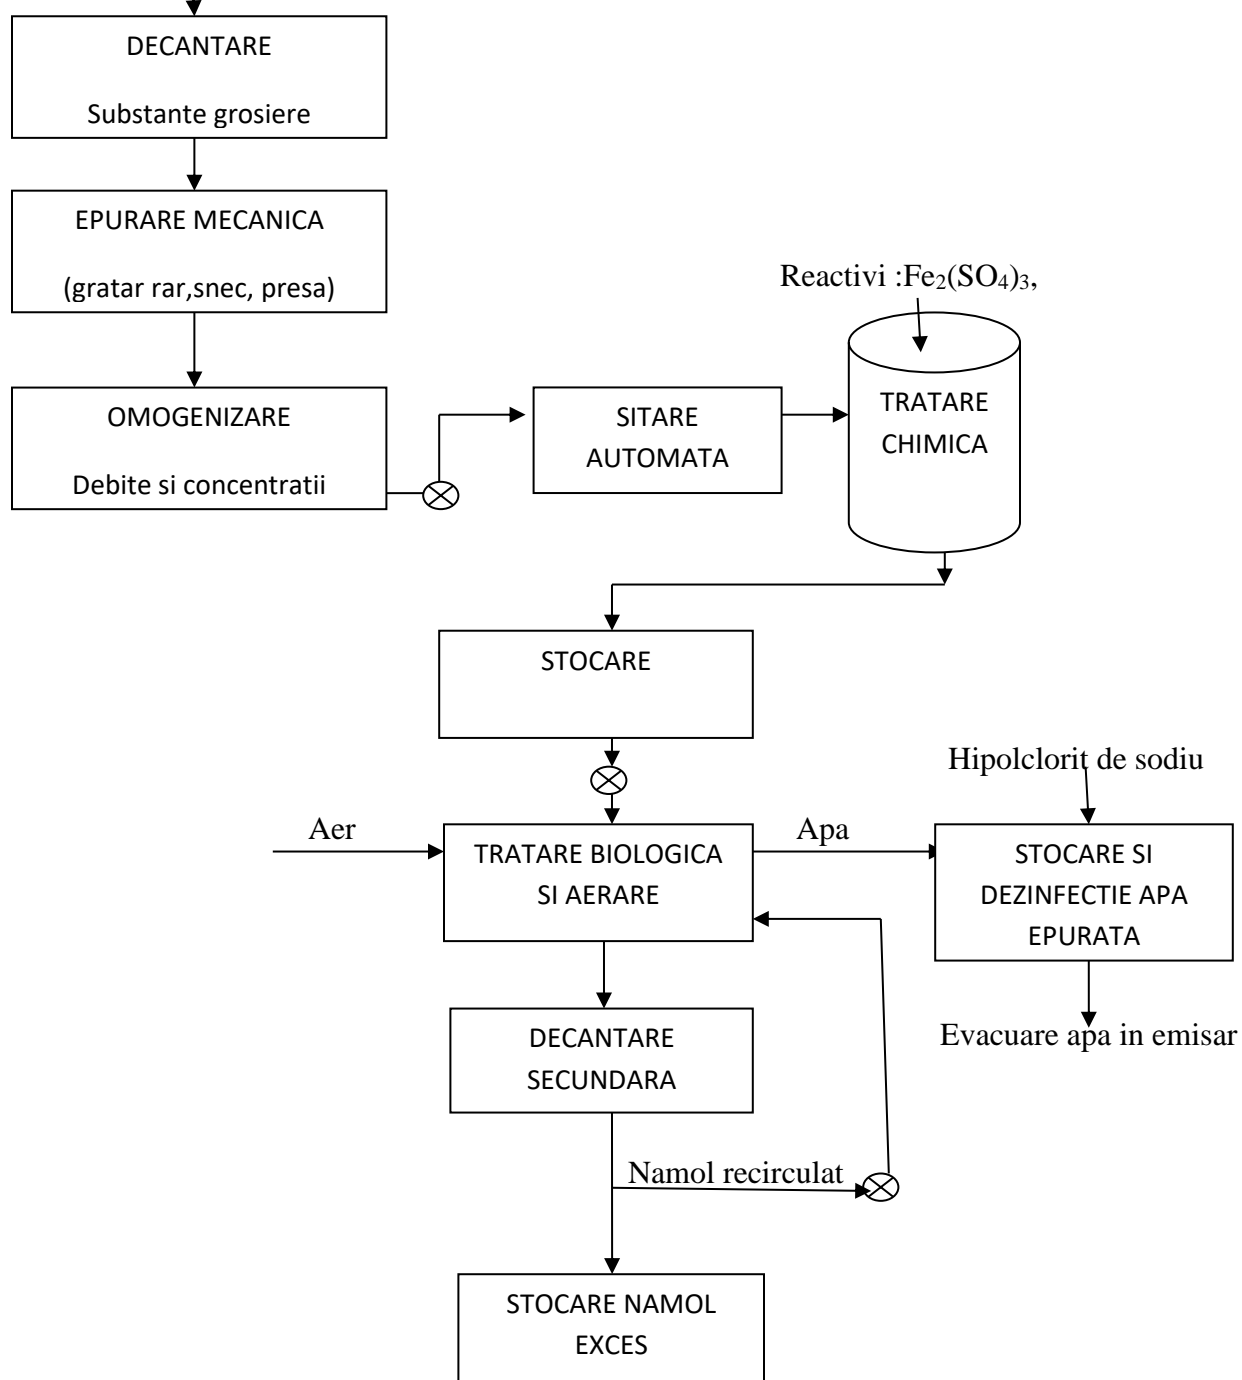 DECANTARE
Substante grosiere
EPURARE MECANICA
(gratar rar,snec, presa)
Reactivi :Fe₂(SO₄)₃,
OMOGENIZARE
Debite si concentratii
SITARE
AUTOMATA
TRATARE
CHIMICA
STOCARE
Hipolclorit de sodiu
Aer
TRATARE BIOLOGICA
SI AERARE
Apa
STOCARE SI
DEZINFECTIE APA
EPURATA
DECANTARE
SECUNDARA
Evacuare apa in emisar
Namol recirculat
STOCARE NAMOL
EXCES